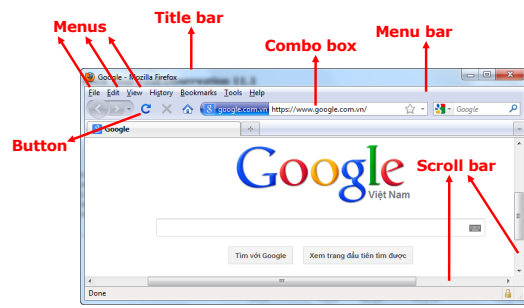 Title bar
Menus
Menu bar
Combo box
Google - Mozilla Firefox
File Edit View History Bookmarks Tools Help
google.com.vn https://www.google.com.vn/ Google
Google
Button
Google
Việt Nam
Scroll bar
Tìm với Google Xem trang đầu tiên tìm được
Done